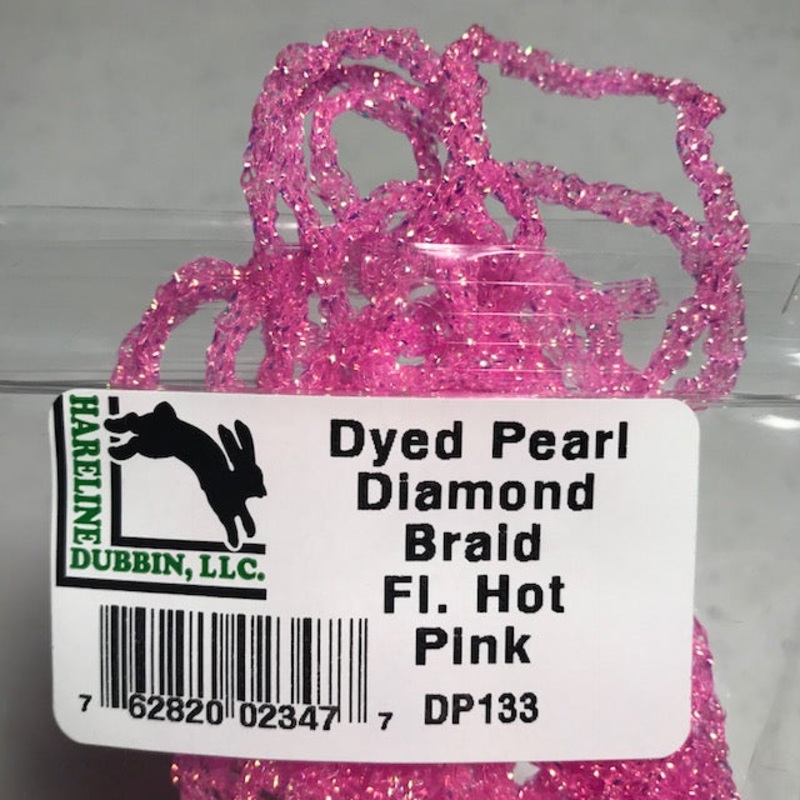 HARELINE
DUBBIN, LLC.
Dyed Pearl
Diamond
Braid
Fl. Hot
Pink
7 62820 02347 7
DP133